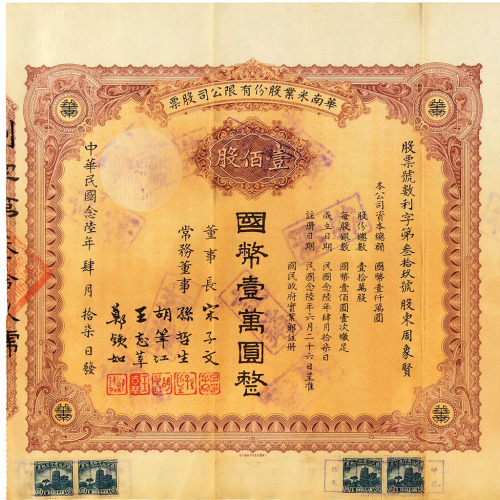 華南米業股份有限公司股票
壹佰股
股票號數利字第叁拾玖號 股東周象賢
本公司資本總額 國幣壹仟萬圓
股份總數 壹拾萬股
每股銀數 國幣壹佰圓壹次繳足
成立日期 民國念陸年肆月拾柒日
註冊日期 民國念陸年六月二十六日呈准
國民政府實業部註冊
國幣壹萬圓整
董事長 宋子文
常務董事 孫哲生
胡筆江
王志莘
鄭鐵如
中華民國念陸年肆月拾柒日發